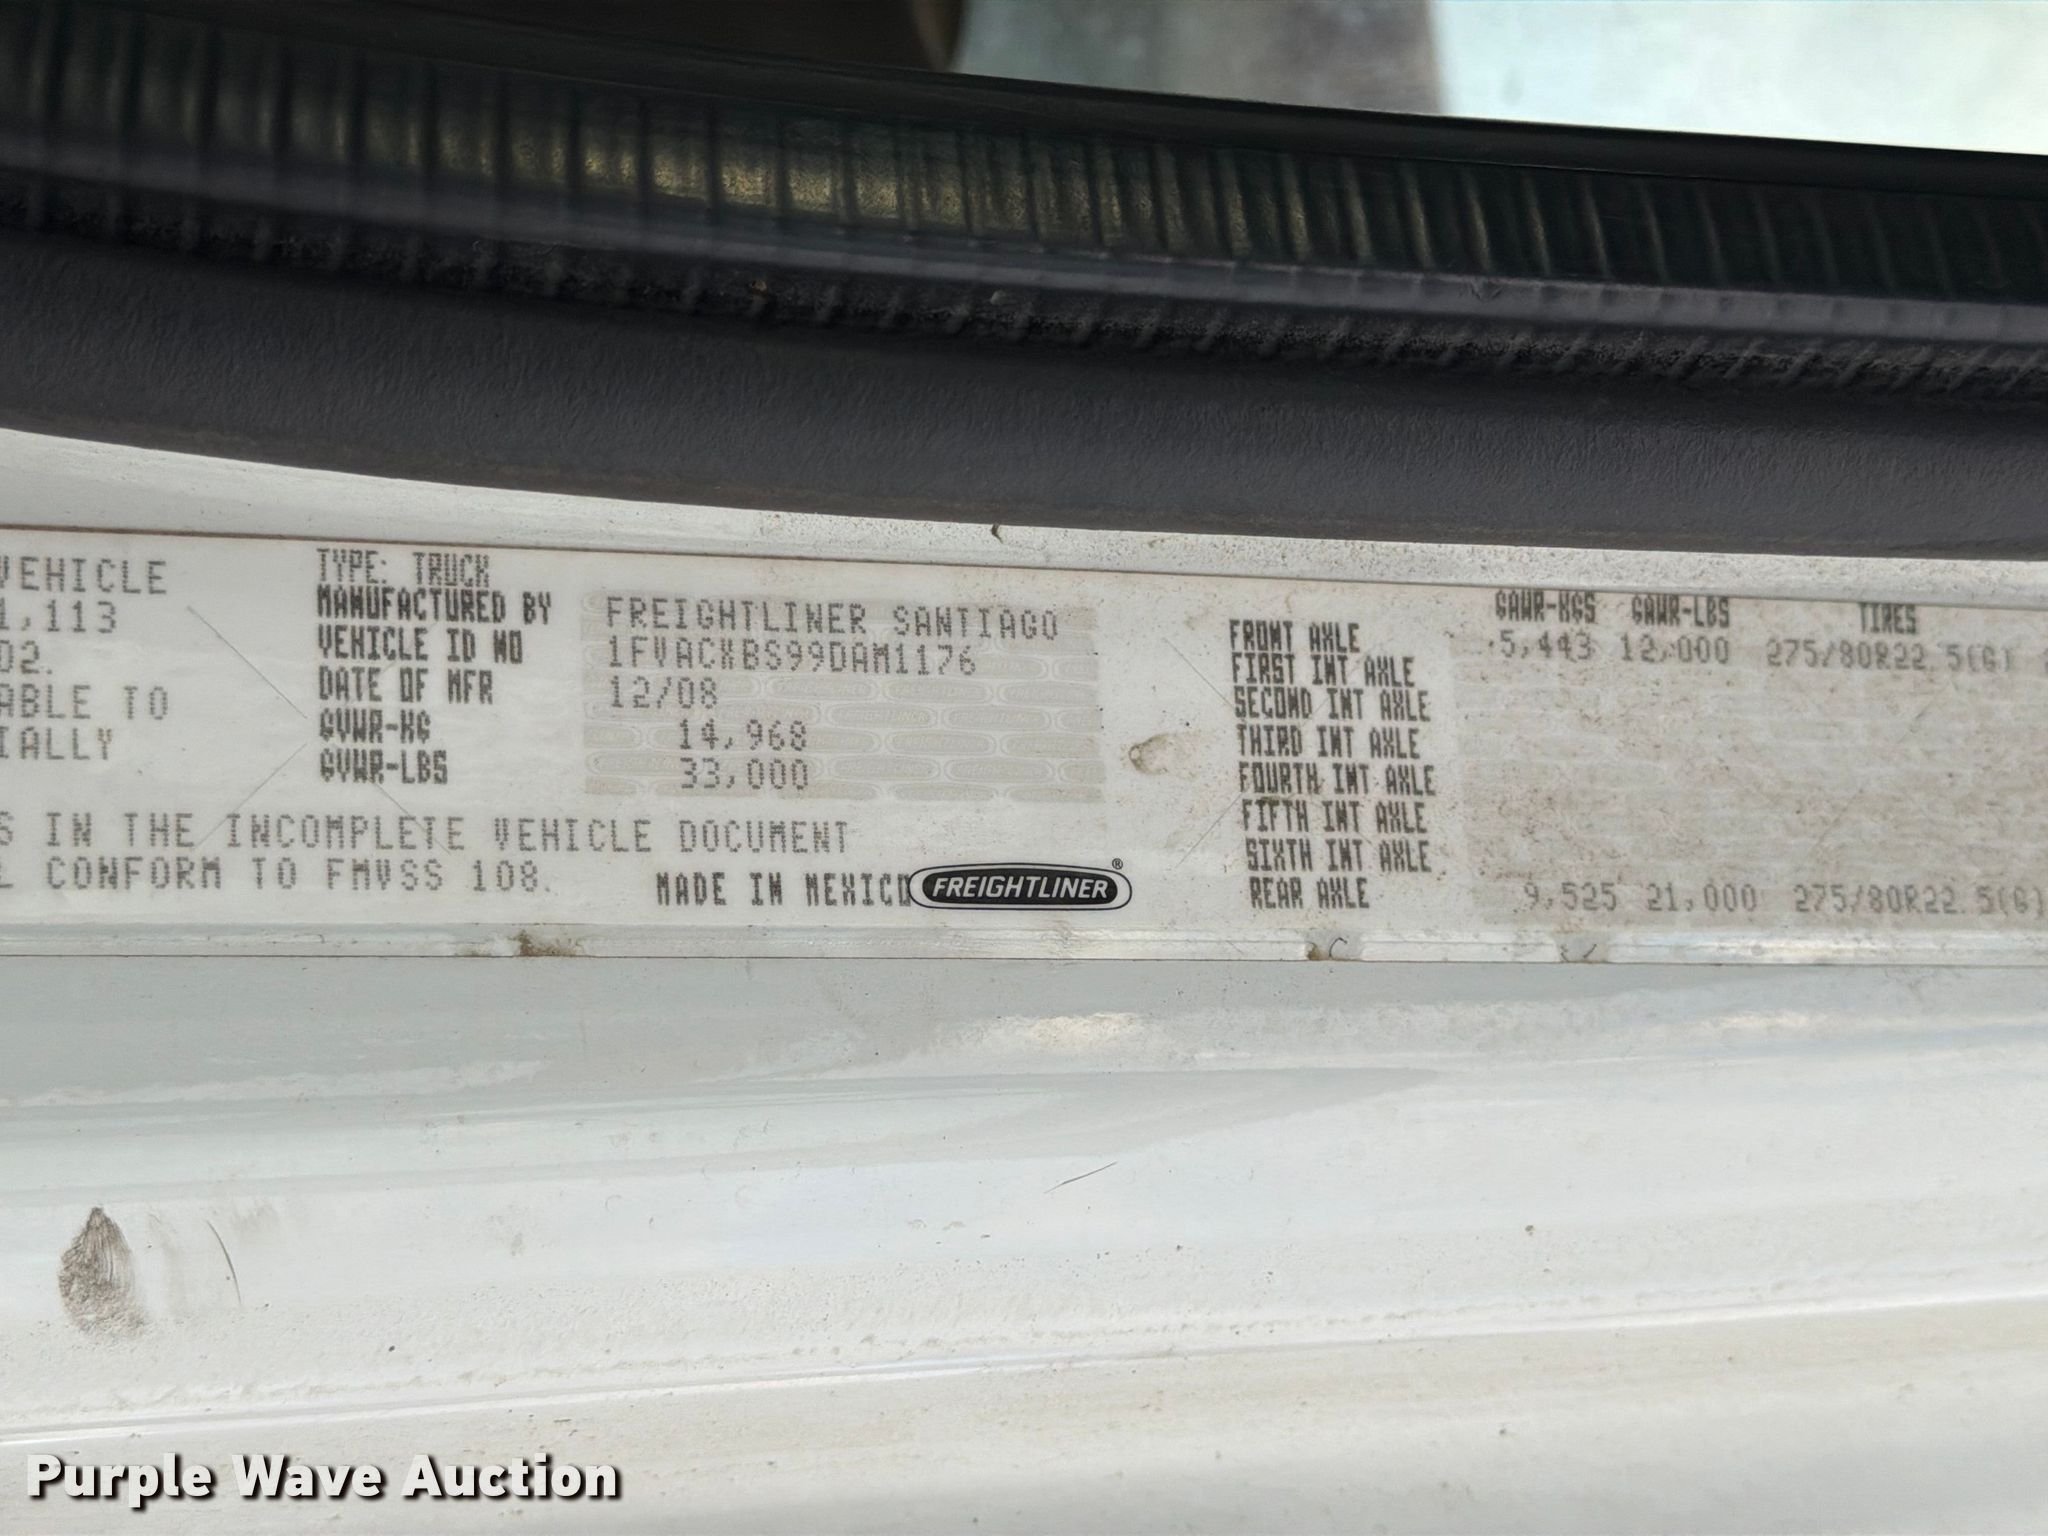 VEHICLE
1,113
02.
ABLE TO
IALLY
S IN THE INCOMPLETE VEHICLE DOCUMENT
L CONFORM TO FMVSS 108.
TYPE: TRUCK
MANUFACTURED BY FREIGHTLINER SANTIAGO
VEHICLE ID NO 1FVACXBS99DAM1176
DATE OF MFR 12/08
GVWR-KG 14,968
GVWR-LBS 33,000
MADE IN MEXICO FREIGHTLINER®
GAWR-KGS GAWR-LBS TIRES
FRONT AXLE 5,443 12,000 275/80R22.5(G)
FIRST INT AXLE
SECOND INT AXLE
THIRD INT AXLE
FOURTH INT AXLE
FIFTH INT AXLE
SIXTH INT AXLE
REAR AXLE 9,525 21,000 275/80R22.5(G)
Purple Wave Auction